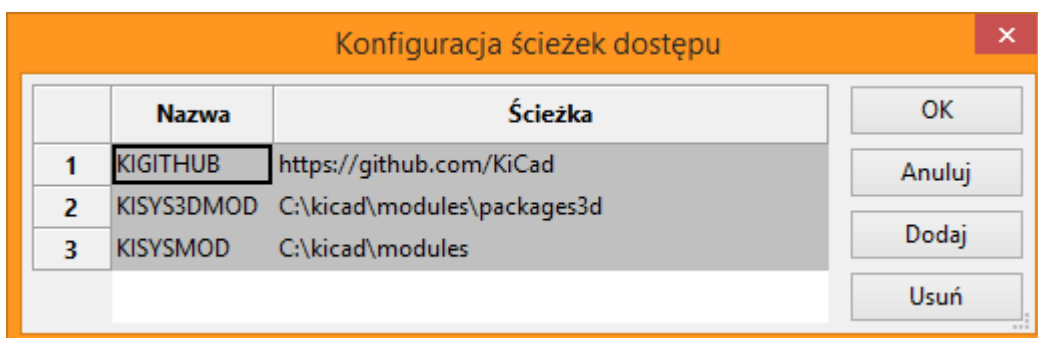 Konfiguracja ścieżek dostępu
Nazwa Ścieżka
1 KIGITHUB https://github.com/KiCad
2 KISYS3DMOD C:\kicad\modules\packages3d
3 KISYSMOD C:\kicad\modules
OK
Anuluj
Dodaj
Usuń